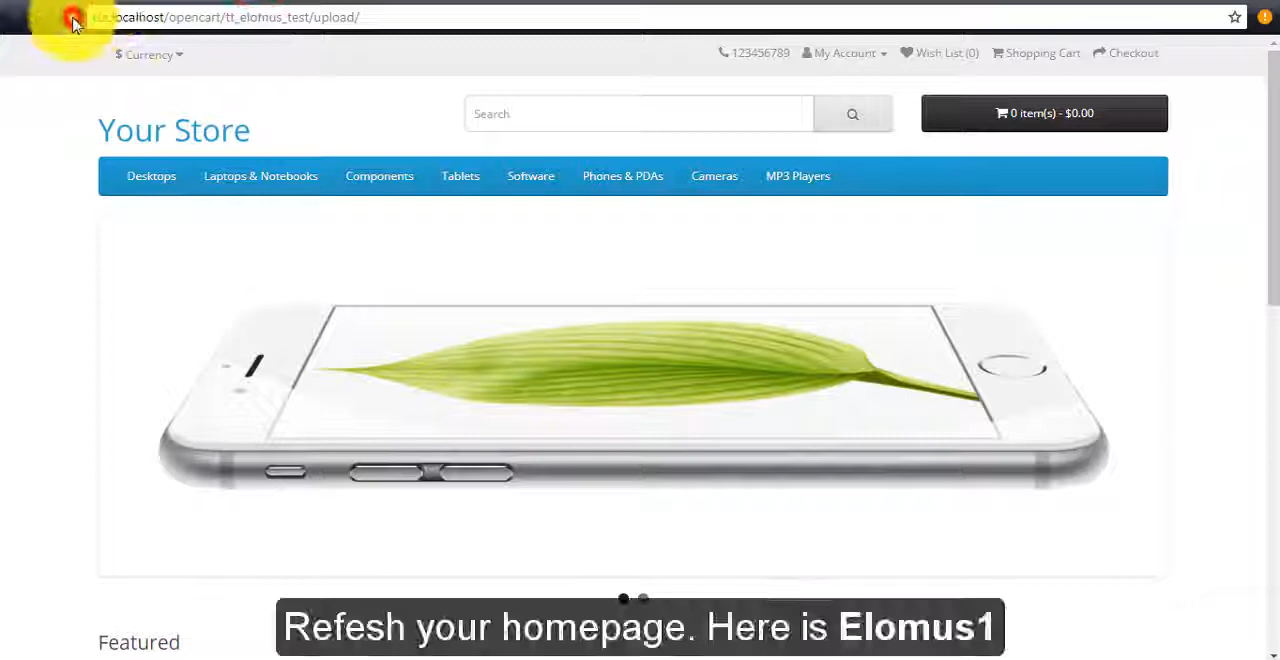 localhost/opencart/tt_elomus_test/upload/
$ Currency
123456789 My Account Wish List (0) Shopping Cart Checkout
Your Store
Search
0 item(s) - $0.00
Desktops Laptops & Notebooks Components Tablets Software Phones & PDAs Cameras MP3 Players
Refesh your homepage. Here is Elomus1
Featured